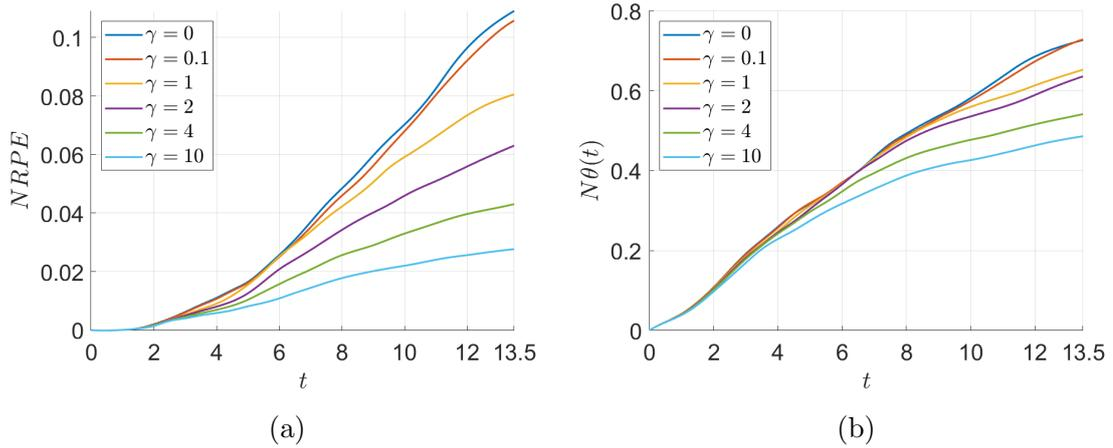 NRPE
0.1
0.08
0.06
0.04
0.02
0
γ = 0
γ = 0.1
γ = 1
γ = 2
γ = 4
γ = 10
0 2 4 6 8 10 12 13.5
t
(a)
Nθ(t)
0.8
0.6
0.4
0.2
0
γ = 0
γ = 0.1
γ = 1
γ = 2
γ = 4
γ = 10
0 2 4 6 8 10 12 13.5
t
(b)